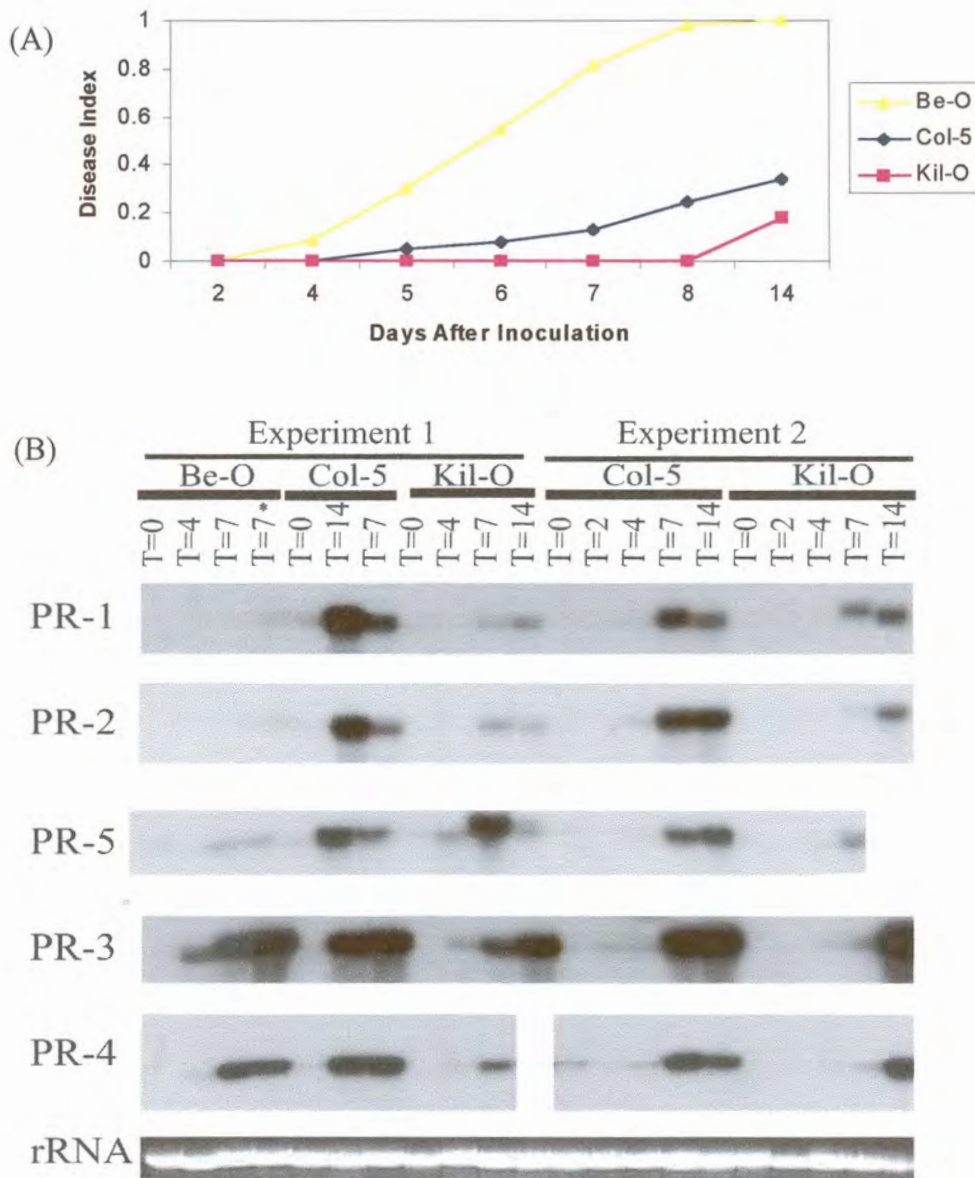 (A)
Disease Index
1
0.8
0.6
0.4
0.2
0
2 4 5 6 7 8 14
Days After Inoculation
Be-O
Col-5
Kil-O
(B)
Experiment 1 Experiment 2
Be-O Col-5 Kil-O Col-5 Kil-O
T=0 T=4 T=7 T=7* T=0 T=14 T=7 T=0 T=4 T=7 T=14 T=0 T=2 T=4 T=7 T=14 T=0 T=2 T=4 T=7 T=14
PR-1
PR-2
PR-5
PR-3
PR-4
rRNA